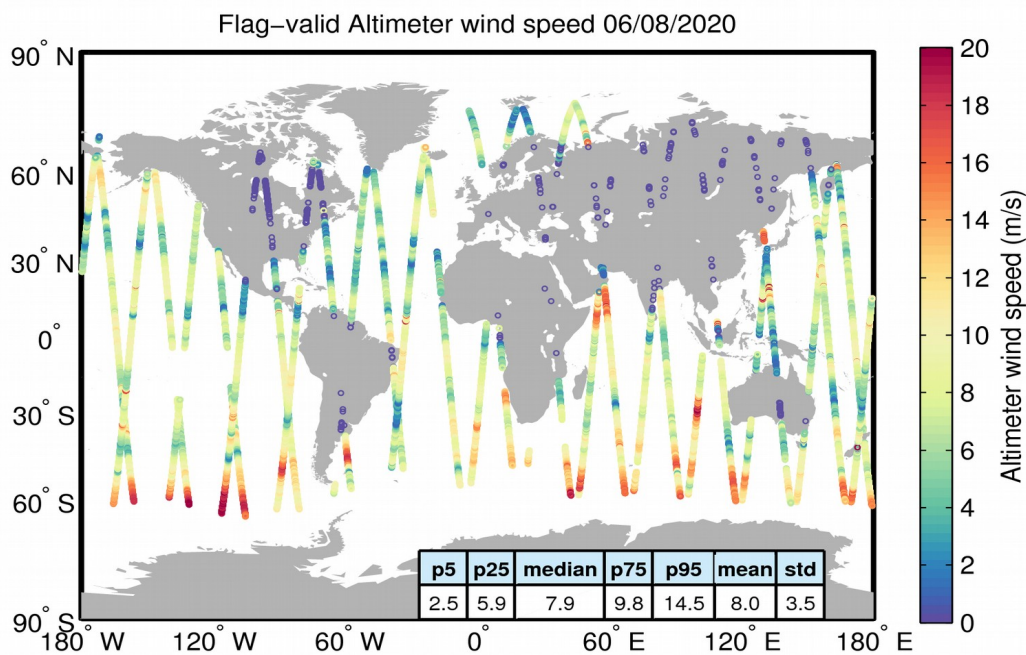 Flag−valid Altimeter wind speed 06/08/2020
90° N
60° N
30° N
0°
30° S
60° S
90° S
180° W
120° W
60° W
0°
60° E
120° E
180° E
p5 p25 median p75 p95 mean std
2.5 5.9 7.9 9.8 14.5 8.0 3.5
20
18
16
14
12
10
8
6
4
2
0
Altimeter wind speed (m/s)